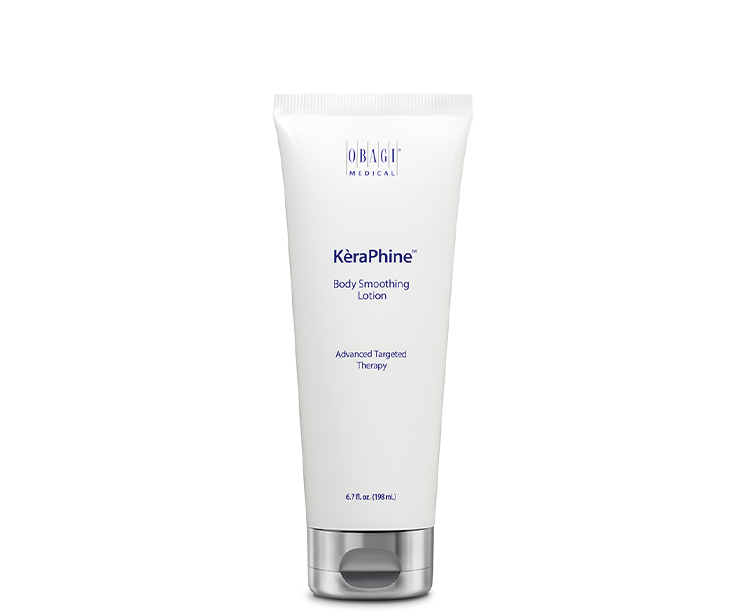 OBAGI®
MEDICAL
KèraPhine™
Body Smoothing
Lotion
Advanced Targeted
Therapy
6.7 fl. oz. (198 mL)